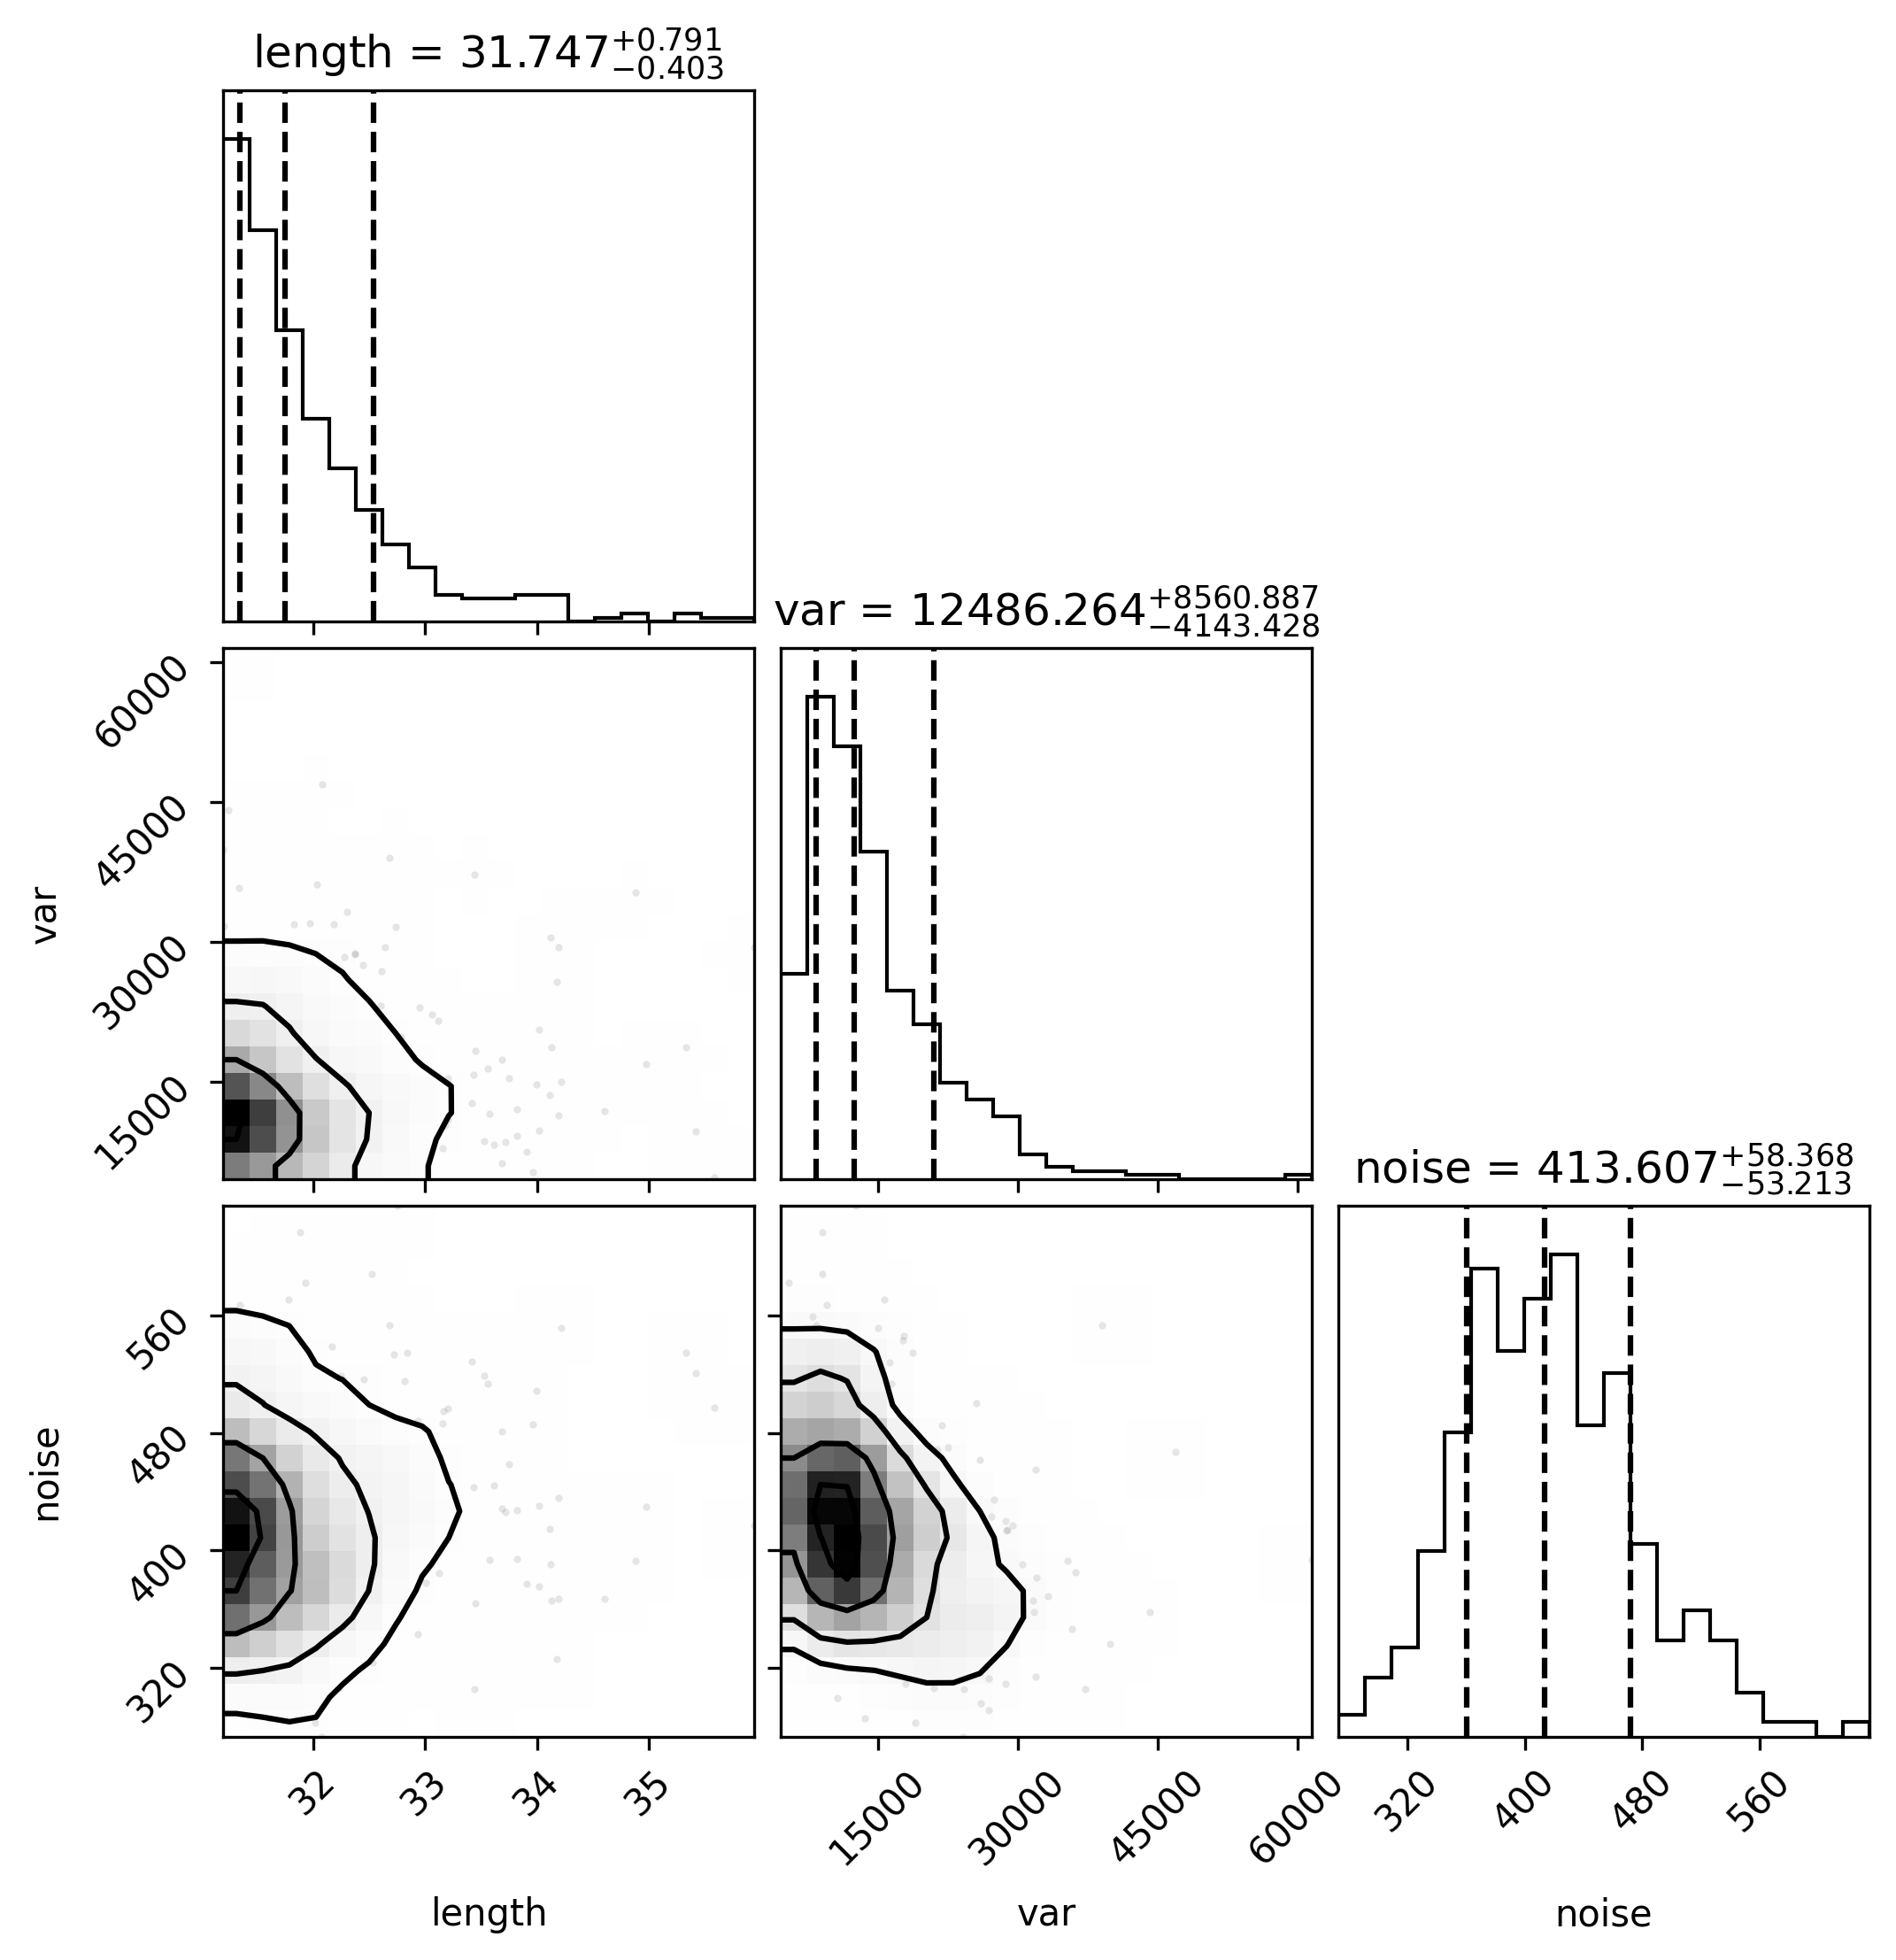 length = 31.747+0.791−0.403
var = 12486.264+8560.887−4143.428
60000
45000
30000
15000
var
noise = 413.607+58.368−53.213
560
480
400
320
noise
32 33 34 35
15000 30000 45000 60000
320 400 480 560
length var noise